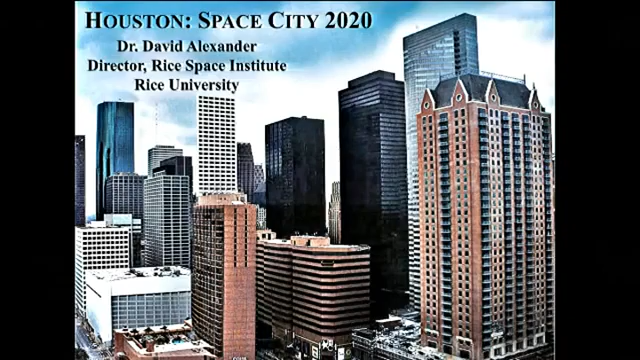 HOUSTON: SPACE CITY 2020
Dr. David Alexander
Director, Rice Space Institute
Rice University